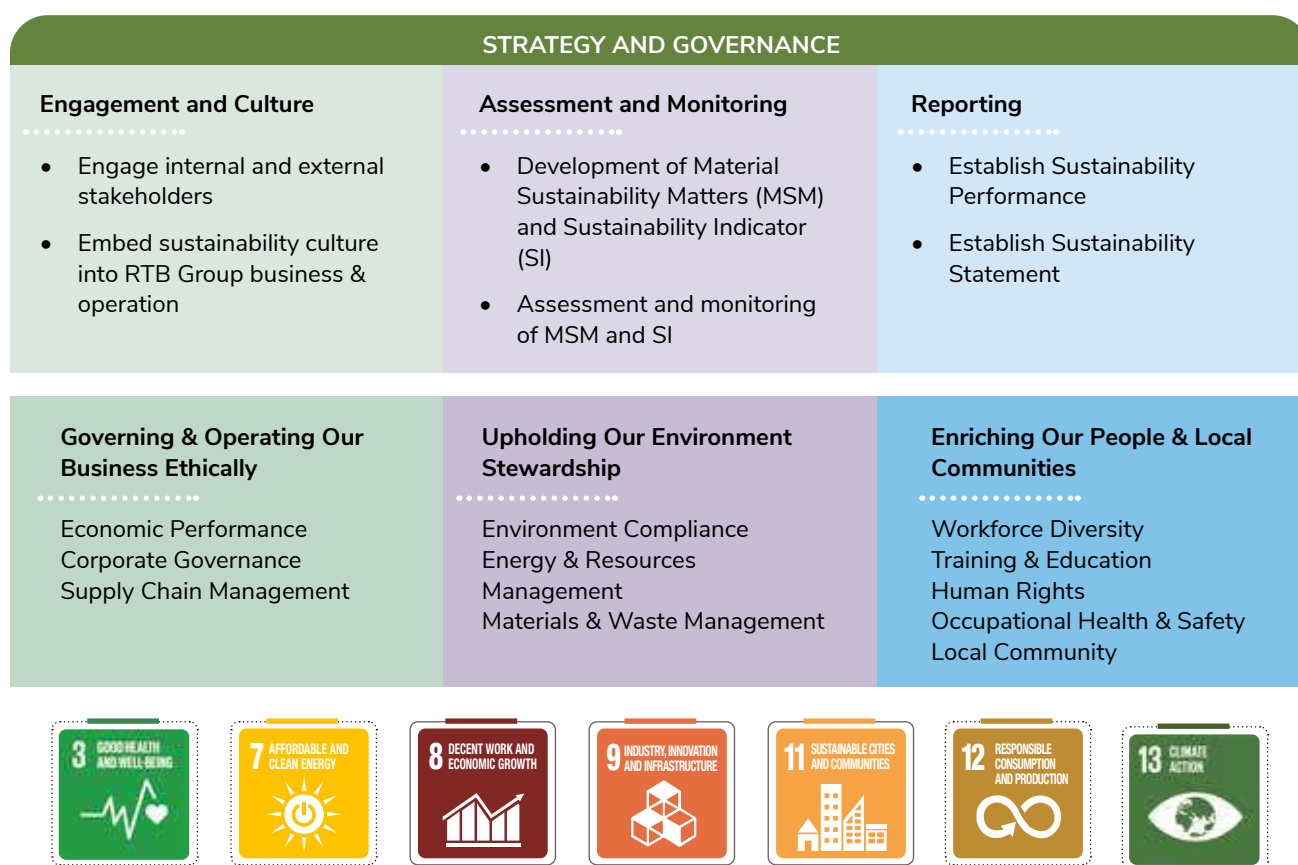 STRATEGY AND GOVERNANCE
Engagement and Culture
• Engage internal and external
stakeholders
• Embed sustainability culture
into RTB Group business &
operation
Assessment and Monitoring
• Development of Material
Sustainability Matters (MSM)
and Sustainability Indicator
(SI)
• Assessment and monitoring
of MSM and SI
Reporting
• Establish Sustainability
Performance
• Establish Sustainability
Statement
Governing & Operating Our
Business Ethically
Economic Performance
Corporate Governance
Supply Chain Management
Upholding Our Environment
Stewardship
Environment Compliance
Energy & Resources
Management
Materials & Waste Management
Enriching Our People & Local
Communities
Workforce Diversity
Training & Education
Human Rights
Occupational Health & Safety
Local Community
3 GOOD HEALTH
AND WELL-BEING
7 AFFORDABLE AND
CLEAN ENERGY
8 DECENT WORK AND
ECONOMIC GROWTH
9 INDUSTRY, INNOVATION
AND INFRASTRUCTURE
11 SUSTAINABLE CITIES
AND COMMUNITIES
12 RESPONSIBLE
CONSUMPTION
AND PRODUCTION
13 CLIMATE
ACTION